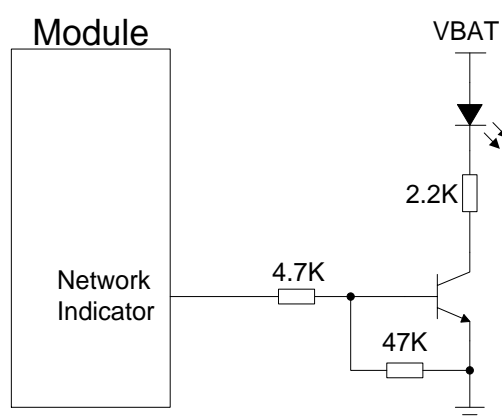 Module
VBAT
2.2K
4.7K
Network
Indicator
47K